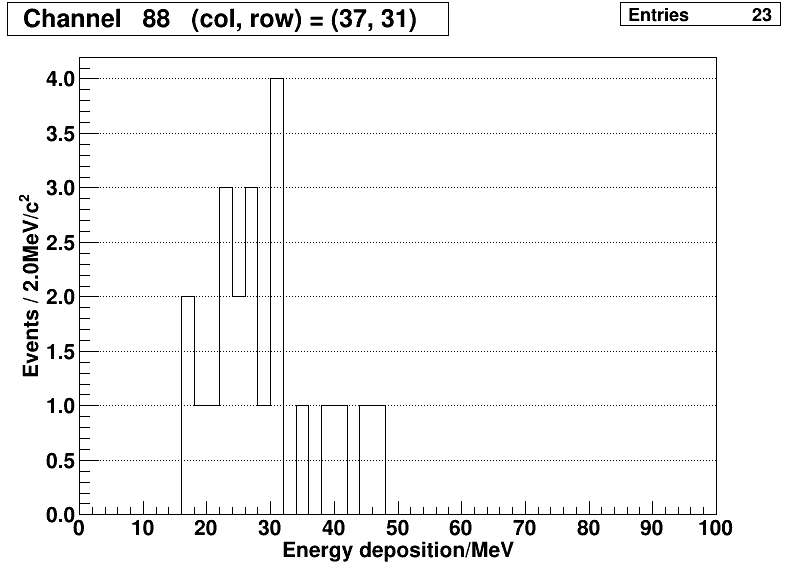 Channel 88 (col, row) = (37, 31)
Entries 23
Events / 2.0MeV/c²
4.0
3.5
3.0
2.5
2.0
1.5
1.0
0.5
0.0
0 10 20 30 40 50 60 70 80 90 100
Energy deposition/MeV